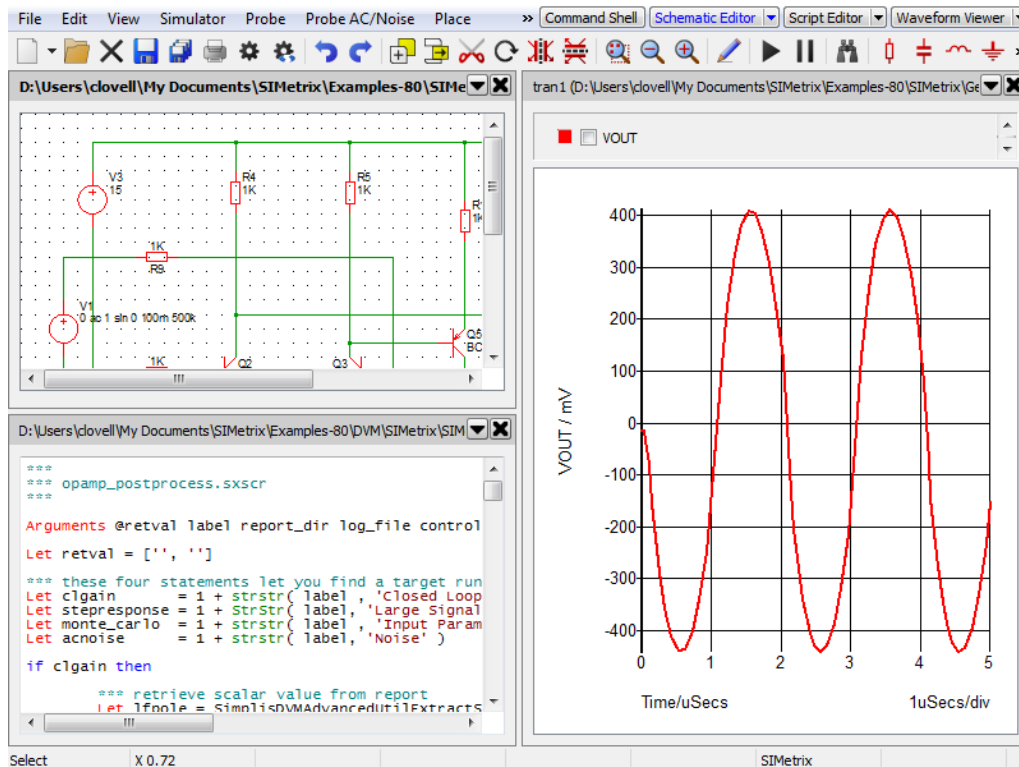 File Edit View Simulator Probe Probe AC/Noise Place » Command Shell Schematic Editor Script Editor Waveform Viewer
D:\Users\clovell\My Documents\SIMetrix\Examples-80\SIMe
tran1 (D:\Users\clovell\My Documents\SIMetrix\Examples-80\SIMetrix\Ge
VOUT
V3
15
R4
1K
R5
1K
R
1K
1K
R9
V1
0 ac 1 sin 0 100m 500k
Q5
BC
1K
Q2
Q3
D:\Users\clovell\My Documents\SIMetrix\Examples-80\DVM\SIMetrix\SIM
***
*** opamp_postprocess.sxscr
***
Arguments @retval label report_dir log_file control
Let retval = ['', '']
*** these four statements let you find a target run
Let clgain = 1 + strstr( label , 'Closed Loop
Let stepresponse = 1 + StrStr( label, 'Large Signal
Let monte_carlo = 1 + strstr( label , 'Input Param
Let acnoise = 1 + strstr( label, 'Noise' )
if clgain then
*** retrieve scalar value from report
Let lfpole = SimplisDVMAdvancedUtilExtractS
VOUT / mV
400
300
200
100
0
-100
-200
-300
-400
0 1 2 3 4 5
Time/uSecs 1uSecs/div
Select X 0.72 SIMetrix